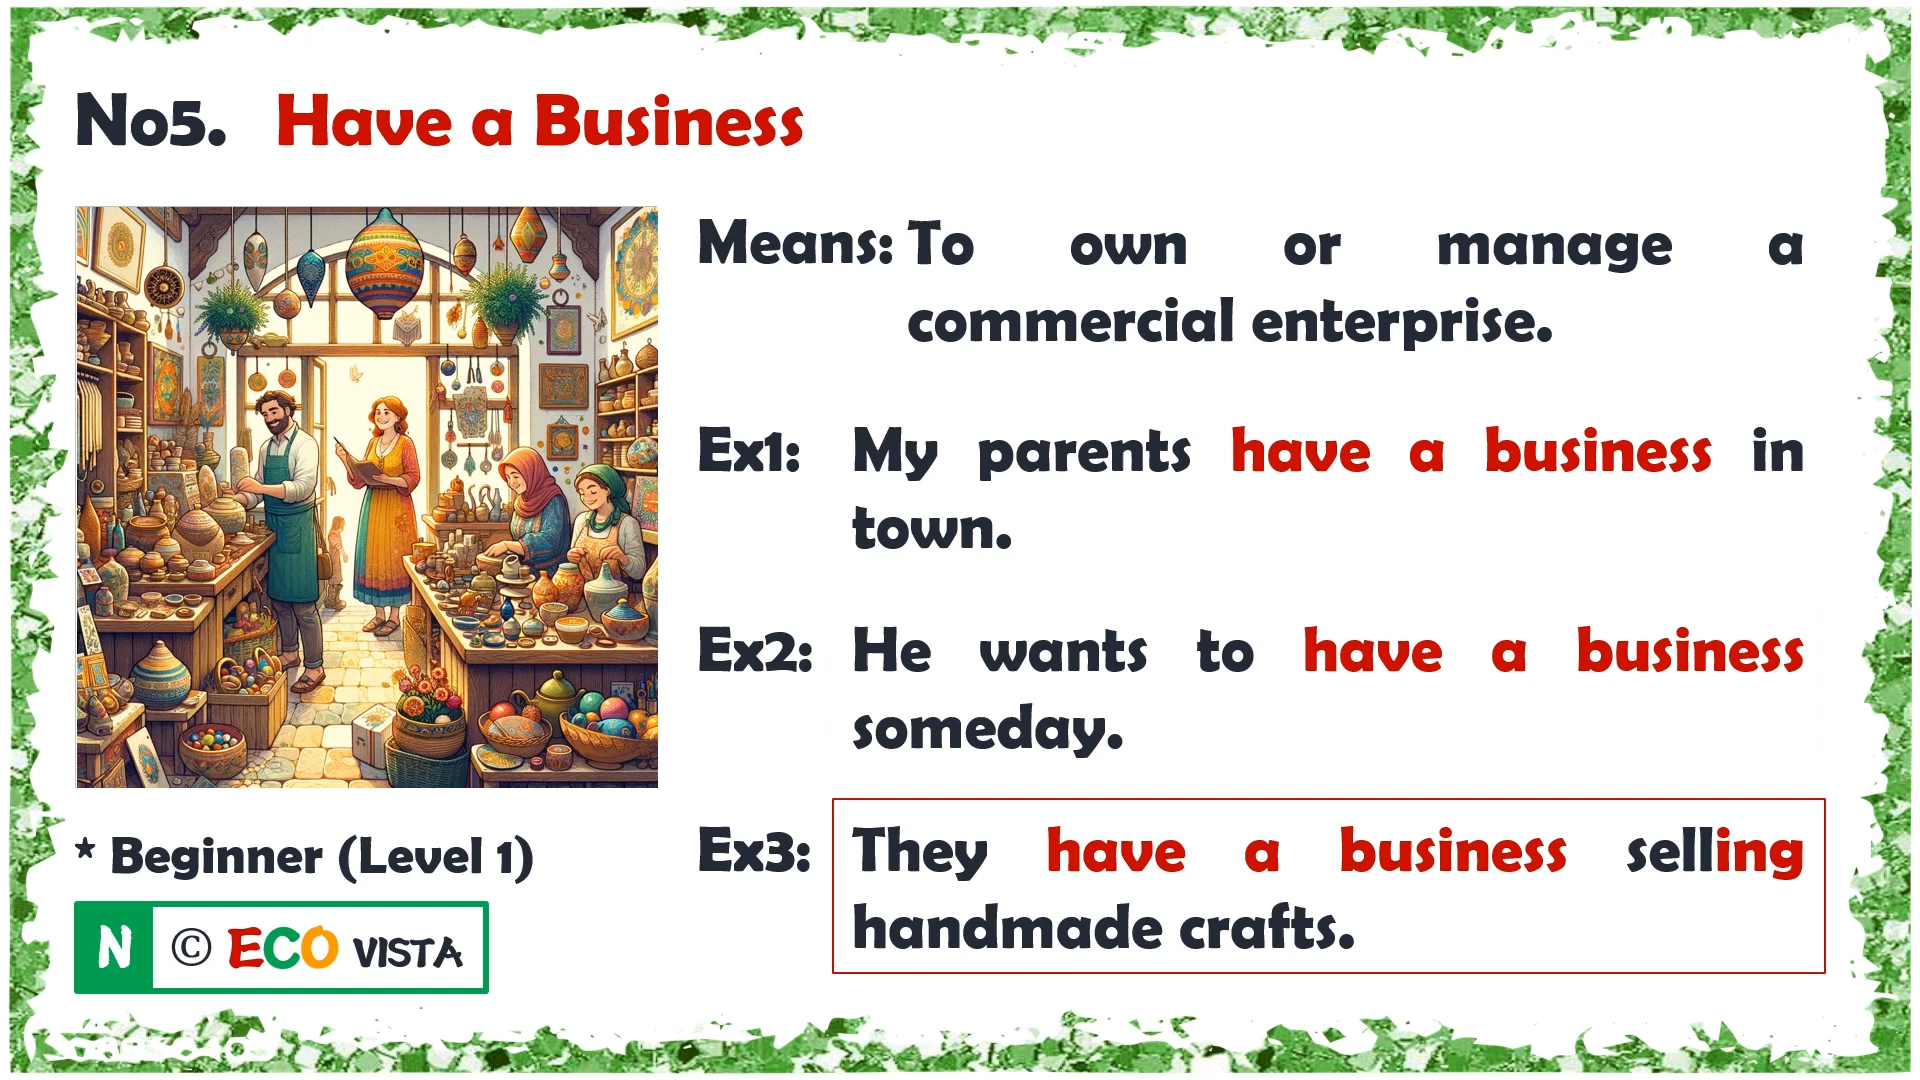 No5. Have a Business
Means: To own or manage a
commercial enterprise.
Ex1: My parents have a business in
town.
Ex2: He wants to have a business
someday.
Ex3: They have a business selling
handmade crafts.
* Beginner (Level 1)
N © ECO VISTA